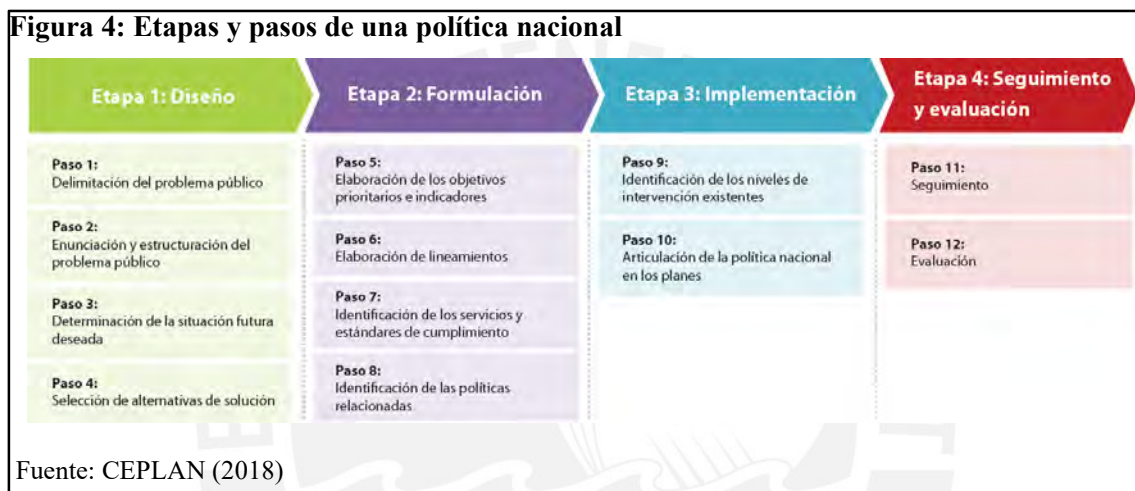 Figura 4: Etapas y pasos de una política nacional
Etapa 1: Diseño
Paso 1:
Delimitación del problema público
Paso 2:
Enunciación y estructuración del
problema público
Paso 3:
Determinación de la situación futura
deseada
Paso 4:
Selección de alternativas de solución
Etapa 2: Formulación
Paso 5:
Elaboración de los objetivos
prioritarios e indicadores
Paso 6:
Elaboración de lineamientos
Paso 7:
Identificación de los servicios y
estándares de cumplimiento
Paso 8:
Identificación de las políticas
relacionadas
Etapa 3: Implementación
Paso 9:
Identificación de los niveles de
intervención existentes
Paso 10:
Articulación de la política nacional
en los planes
Etapa 4: Seguimiento
y evaluación
Paso 11:
Seguimiento
Paso 12:
Evaluación
Fuente: CEPLAN (2018)